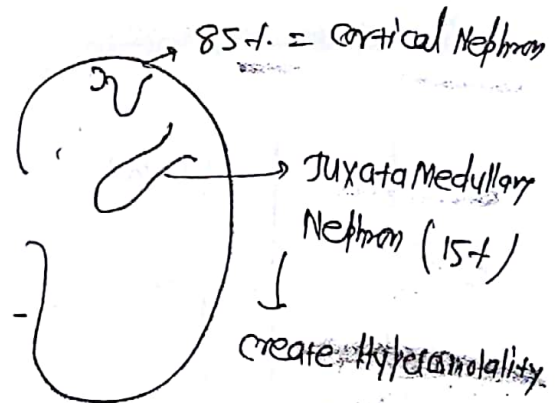 85%. = Cortical Nephron
Juxata Medullary
Nephron (15%)
Create Hyperosmolality.